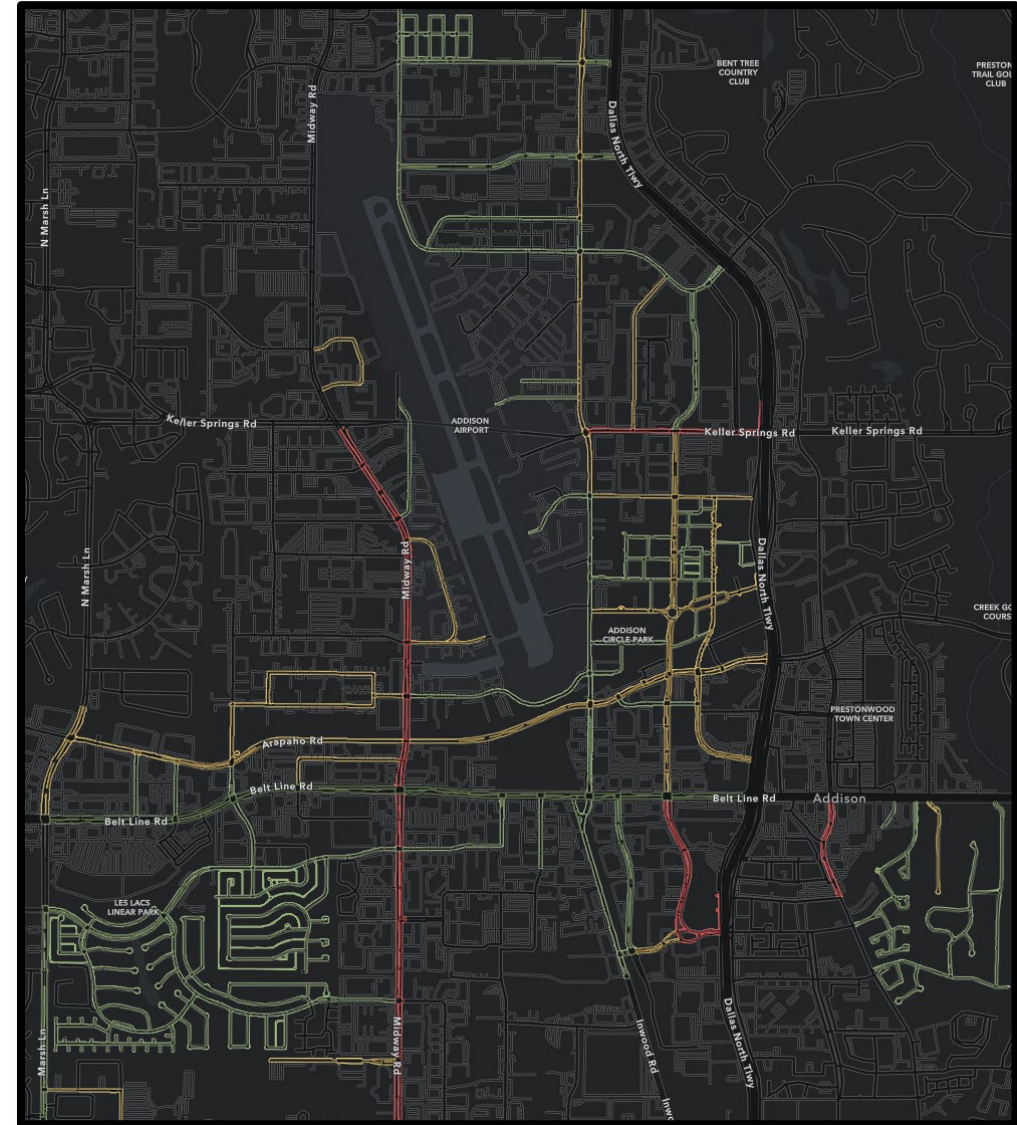 BENT TREE
COUNTRY
CLUB
PRESTON
TRAIL GOL
CLUB
Midway Rd
Dallas North Tlwy
N Marsh Ln
Keller Springs Rd
ADDISON
AIRPORT
Keller Springs Rd
Keller Springs Rd
N Marsh Ln
Midway Rd
Dallas North Tlwy
CREEK GO
COURS
ADDISON
CIRCLE PARK
PRESTONWOOD
TOWN CENTER
Arapaho Rd
Belt Line Rd
Belt Line Rd
Addison
Belt Line Rd
LES LACS
LINEAR PARK
Marsh Ln
Midway Rd
Inwood Rd
Dallas North Tlwy
Inwo